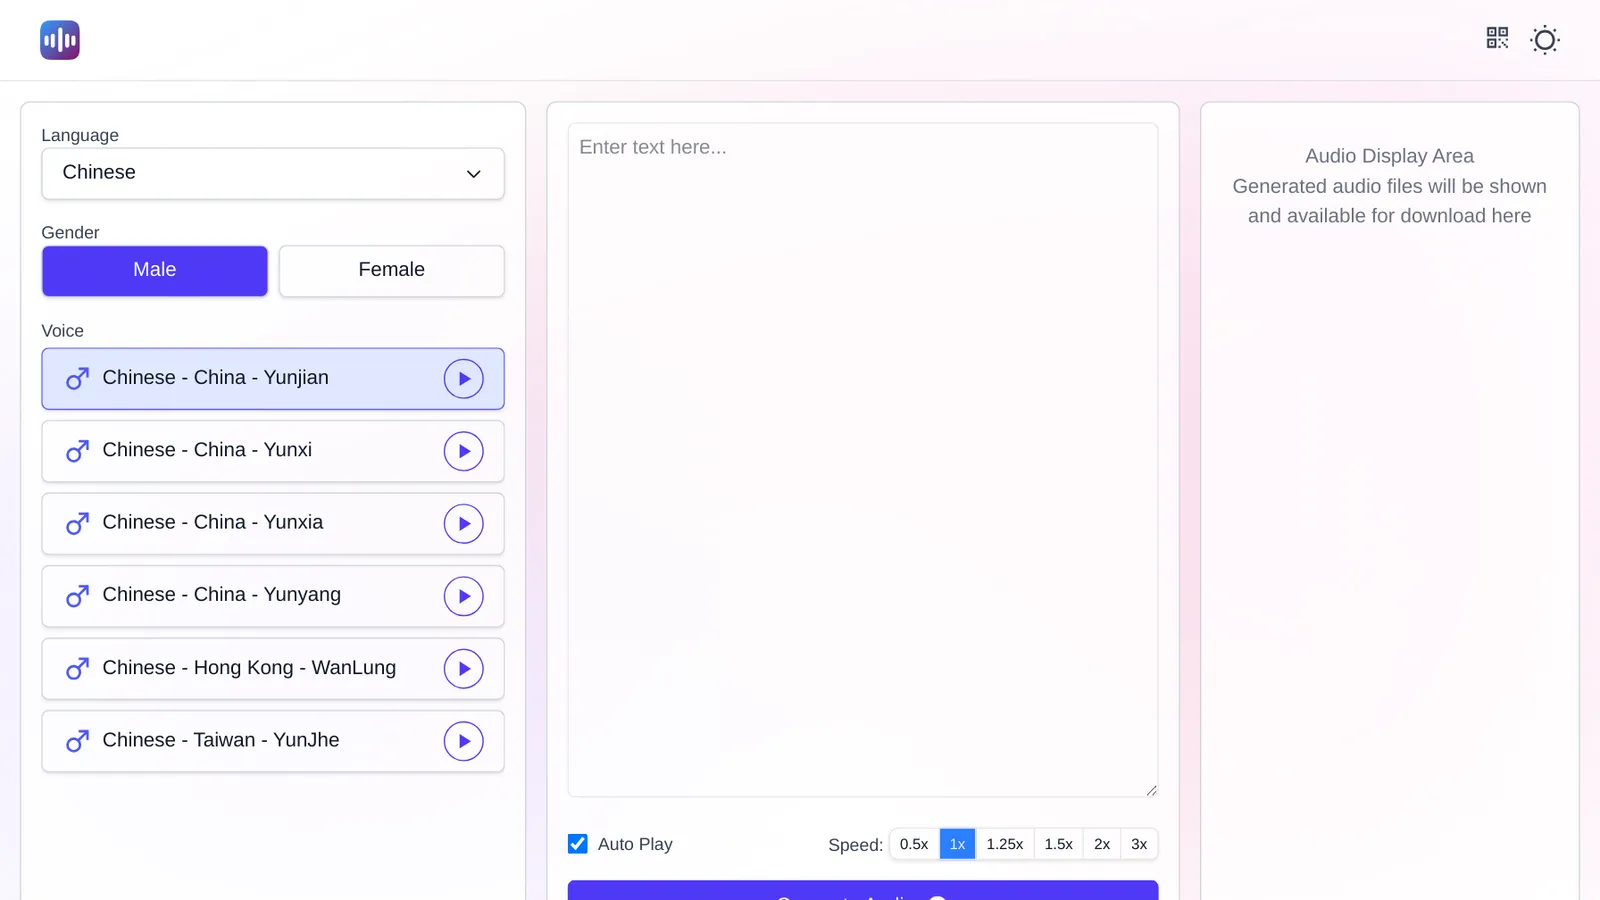 Language
Chinese
Gender
Male
Female
Voice
Chinese - China - Yunjian
Chinese - China - Yunxi
Chinese - China - Yunxia
Chinese - China - Yunyang
Chinese - Hong Kong - WanLung
Chinese - Taiwan - YunJhe
Enter text here...
Auto Play
Speed: 0.5x 1x 1.25x 1.5x 2x 3x
Audio Display Area
Generated audio files will be shown
and available for download here